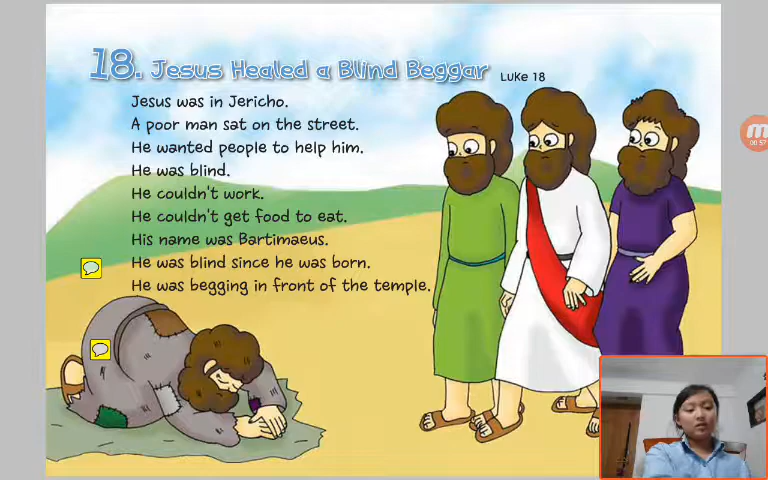 18. Jesus Healed a Blind Beggar Luke 18
Jesus was in Jericho.
A poor man sat on the street.
He wanted people to help him.
He was blind.
He couldn't work.
He couldn't get food to eat.
His name was Bartimaeus.
He was blind since he was born.
He was begging in front of the temple.
00:57